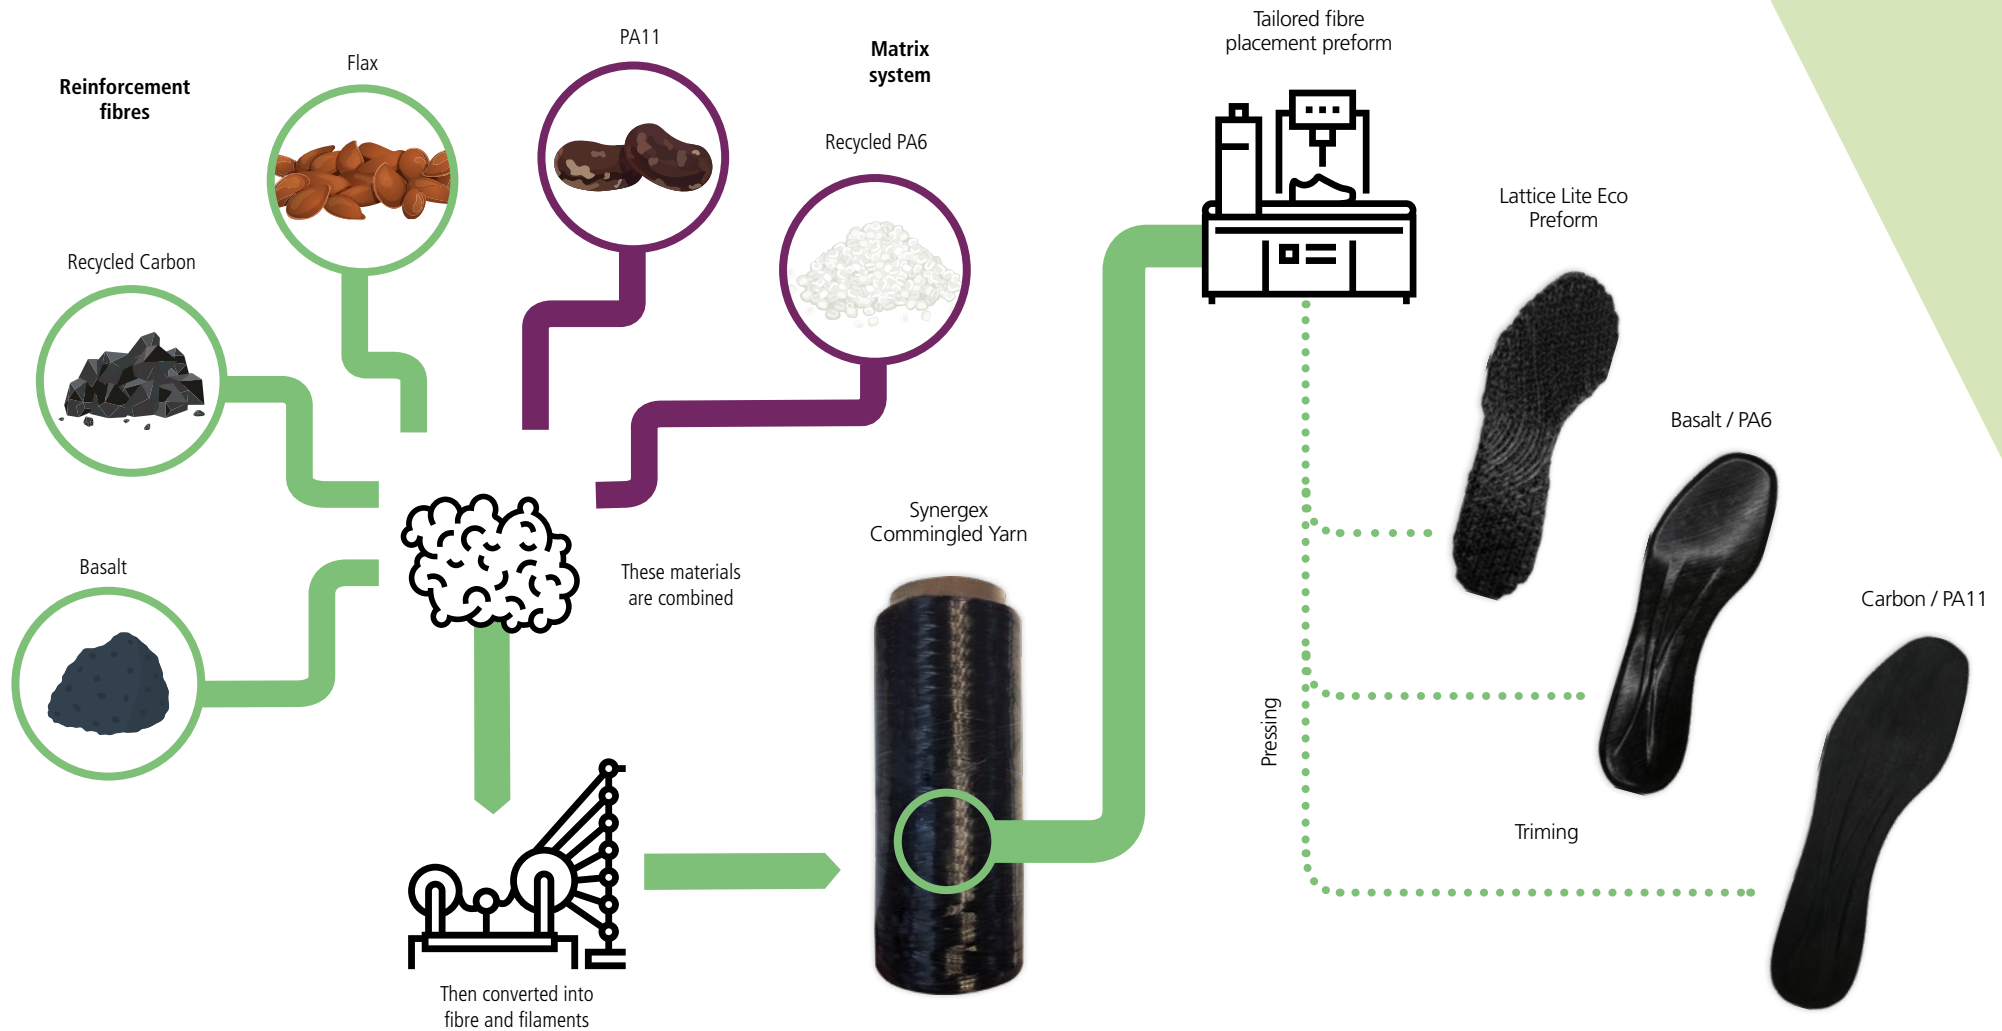 Reinforcement
fibres
Flax
PA11
Matrix
system
Recycled PA6
Recycled Carbon
Basalt
These materials
are combined
Then converted into
fibre and filaments
Synergex
Commingled Yarn
Tailored fibre
placement preform
Lattice Lite Eco
Preform
Basalt / PA6
Carbon / PA11
Pressing
Triming